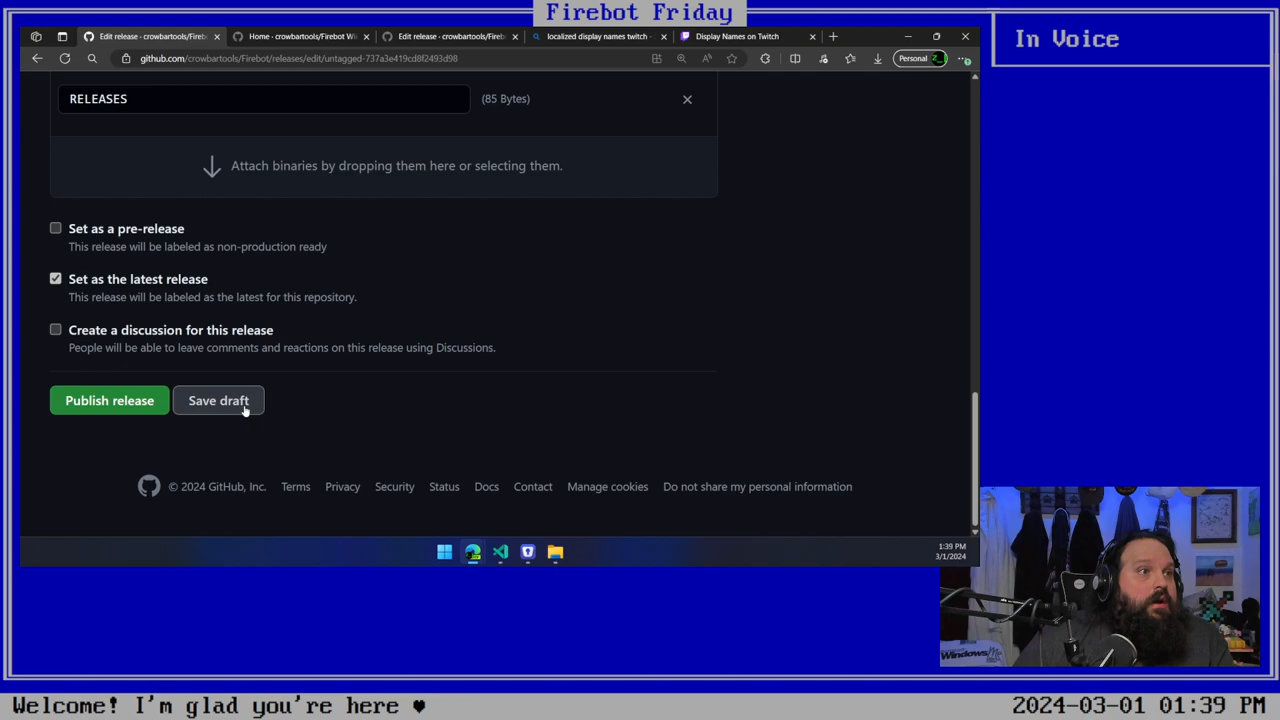 Firebot Friday
In Voice
Edit release · crowbartools/Fireb
Home · crowbartools/Firebot Wi
Edit release · crowbartools/Fireb
localized display names twitch -
Display Names on Twitch
github.com/crowbartools/Firebot/releases/edit/untagged-737a3e419cd8f2493d98
Personal
RELEASES
(85 Bytes)
Attach binaries by dropping them here or selecting them.
Set as a pre-release
This release will be labeled as non-production ready
Set as the latest release
This release will be labeled as the latest for this repository.
Create a discussion for this release
People will be able to leave comments and reactions on this release using Discussions.
Publish release
Save draft
© 2024 GitHub, Inc.
Terms
Privacy
Security
Status
Docs
Contact
Manage cookies
Do not share my personal information
1:39 PM
3/1/2024
Windows
Welcome! I'm glad you're here ♥
2024-03-01 01:39 PM